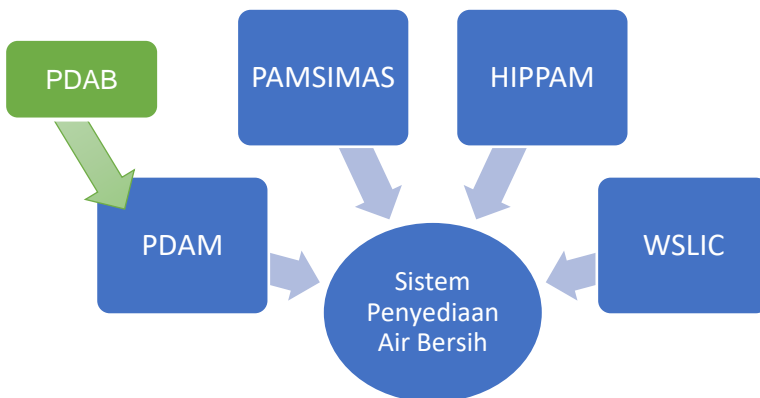 PDAB
PAMSIMAS
HIPPAM
PDAM
WSLIC
Sistem
Penyediaan
Air Bersih